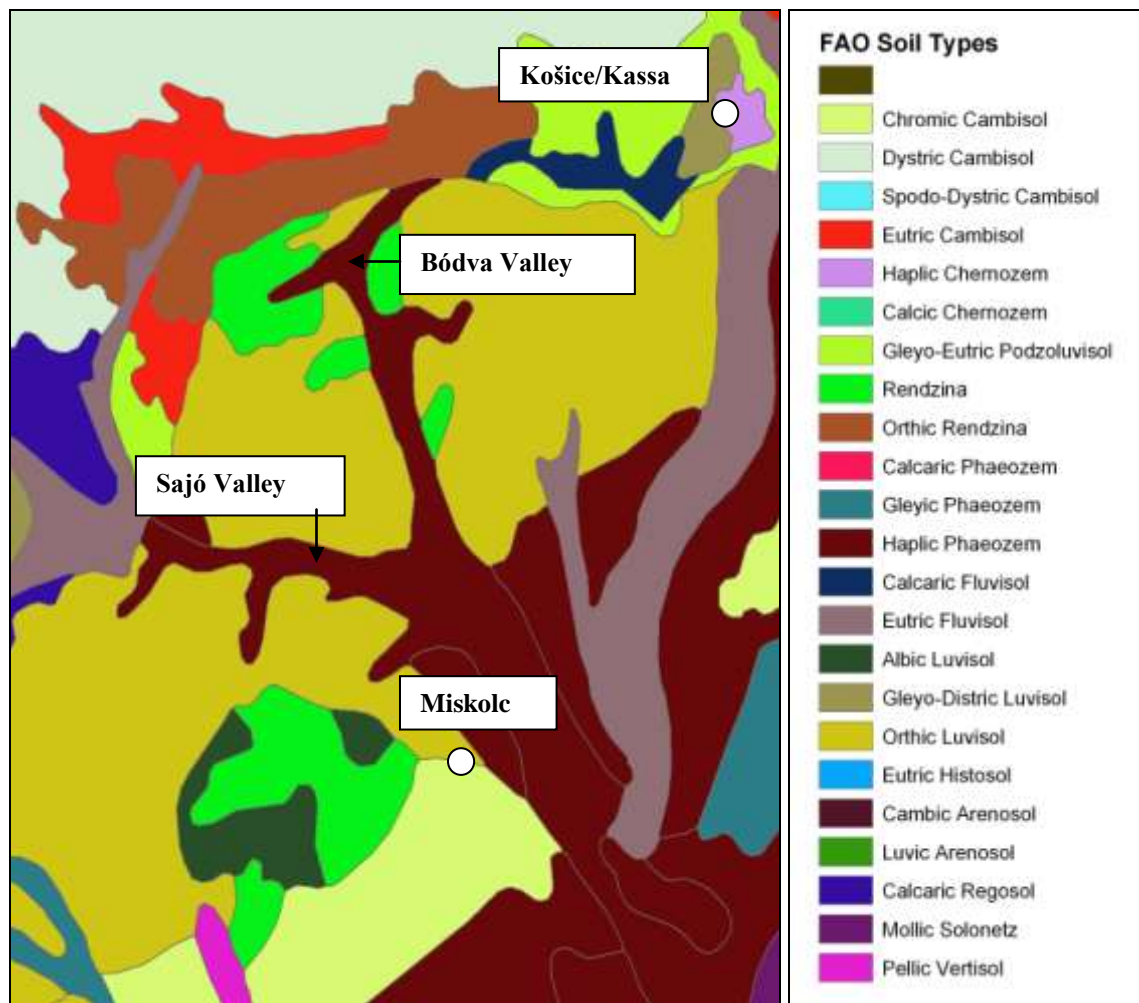 Košice/Kassa
Bódva Valley
Sajó Valley
Miskolc
FAO Soil Types
Chromic Cambisol
Dystric Cambisol
Spodo-Dystric Cambisol
Eutric Cambisol
Haplic Chernozem
Calcic Chernozem
Gleyo-Eutric Podzoluvisol
Rendzina
Orthic Rendzina
Calcaric Phaeozem
Gleyic Phaeozem
Haplic Phaeozem
Calcaric Fluvisol
Eutric Fluvisol
Albic Luvisol
Gleyo-Distric Luvisol
Orthic Luvisol
Eutric Histosol
Cambic Arenosol
Luvic Arenosol
Calcaric Regosol
Mollic Solonetz
Pellic Vertisol